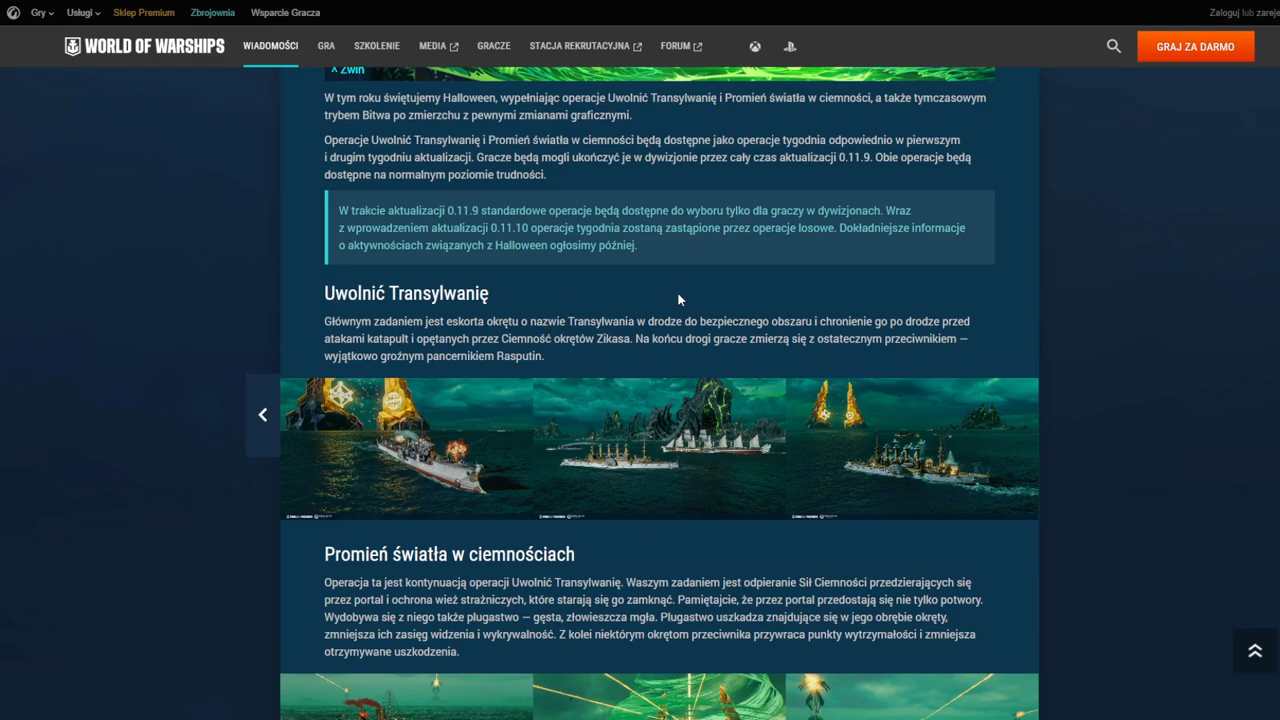 Gry
Usługi
Sklep Premium
Zbrojownia
Wsparcie Gracza
Zaloguj lub zareje
WORLD OF WARSHIPS
WIADOMOŚCI
GRA
SZKOLENIE
MEDIA
GRACZE
STACJA REKRUTACYJNA
FORUM
GRAJ ZA DARMO
^ Zwiń
W tym roku świętujemy Halloween, wypełniając operacje Uwolnić Transylwanię i Promień światła w ciemności, a także tymczasowym
trybem Bitwa po zmierzchu z pewnymi zmianami graficznymi.
Operacje Uwolnić Transylwanię i Promień światła w ciemności będą dostępne jako operacje tygodnia odpowiednio w pierwszym
i drugim tygodniu aktualizacji. Gracze będą mogli ukończyć je w dywizjonie przez cały czas aktualizacji 0.11.9. Obie operacje będą
dostępne na normalnym poziomie trudności.
W trakcie aktualizacji 0.11.9 standardowe operacje będą dostępne do wyboru tylko dla graczy w dywizjonach. Wraz
z wprowadzeniem aktualizacji 0.11.10 operacje tygodnia zostaną zastąpione przez operacje losowe. Dokładniejsze informacje
o aktywnościach związanych z Halloween ogłosimy później.
Uwolnić Transylwanię
Głównym zadaniem jest eskorta okrętu o nazwie Transylwania w drodze do bezpiecznego obszaru i chronienie go po drodze przed
atakami katapult i opętanych przez Ciemność okrętów Zikasa. Na końcu drogi gracze zmierzą się z ostatecznym przeciwnikiem —
wyjątkowo groźnym pancernikiem Rasputin.
Promień światła w ciemnościach
Operacja ta jest kontynuacją operacji Uwolnić Transylwanię. Waszym zadaniem jest odpieranie Sił Ciemności przedzierających się
przez portal i ochrona wież strażniczych, które starają się go zamknąć. Pamiętajcie, że przez portal przedostają się nie tylko potwory.
Wydobywa się z niego także plugastwo — gęsta, złowieszcza mgła. Plugastwo uszkadza znajdujące się w jego obrębie okręty,
zmniejsza ich zasięg widzenia i wykrywalność. Z kolei niektórym okrętom przeciwnika przywraca punkty wytrzymałości i zmniejsza
otrzymywane uszkodzenia.